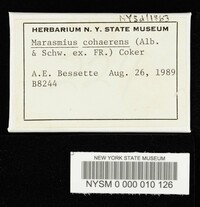 NYSd1963
HERBARIUM N. Y. STATE MUSEUM
Marasmius cohaerens (Alb.
& Schw. ex. FR.) Coker
A.E. Bessette Aug. 26, 1989
B8244
NEW YORK STATE MUSEUM
NYSM 0 000 010 126